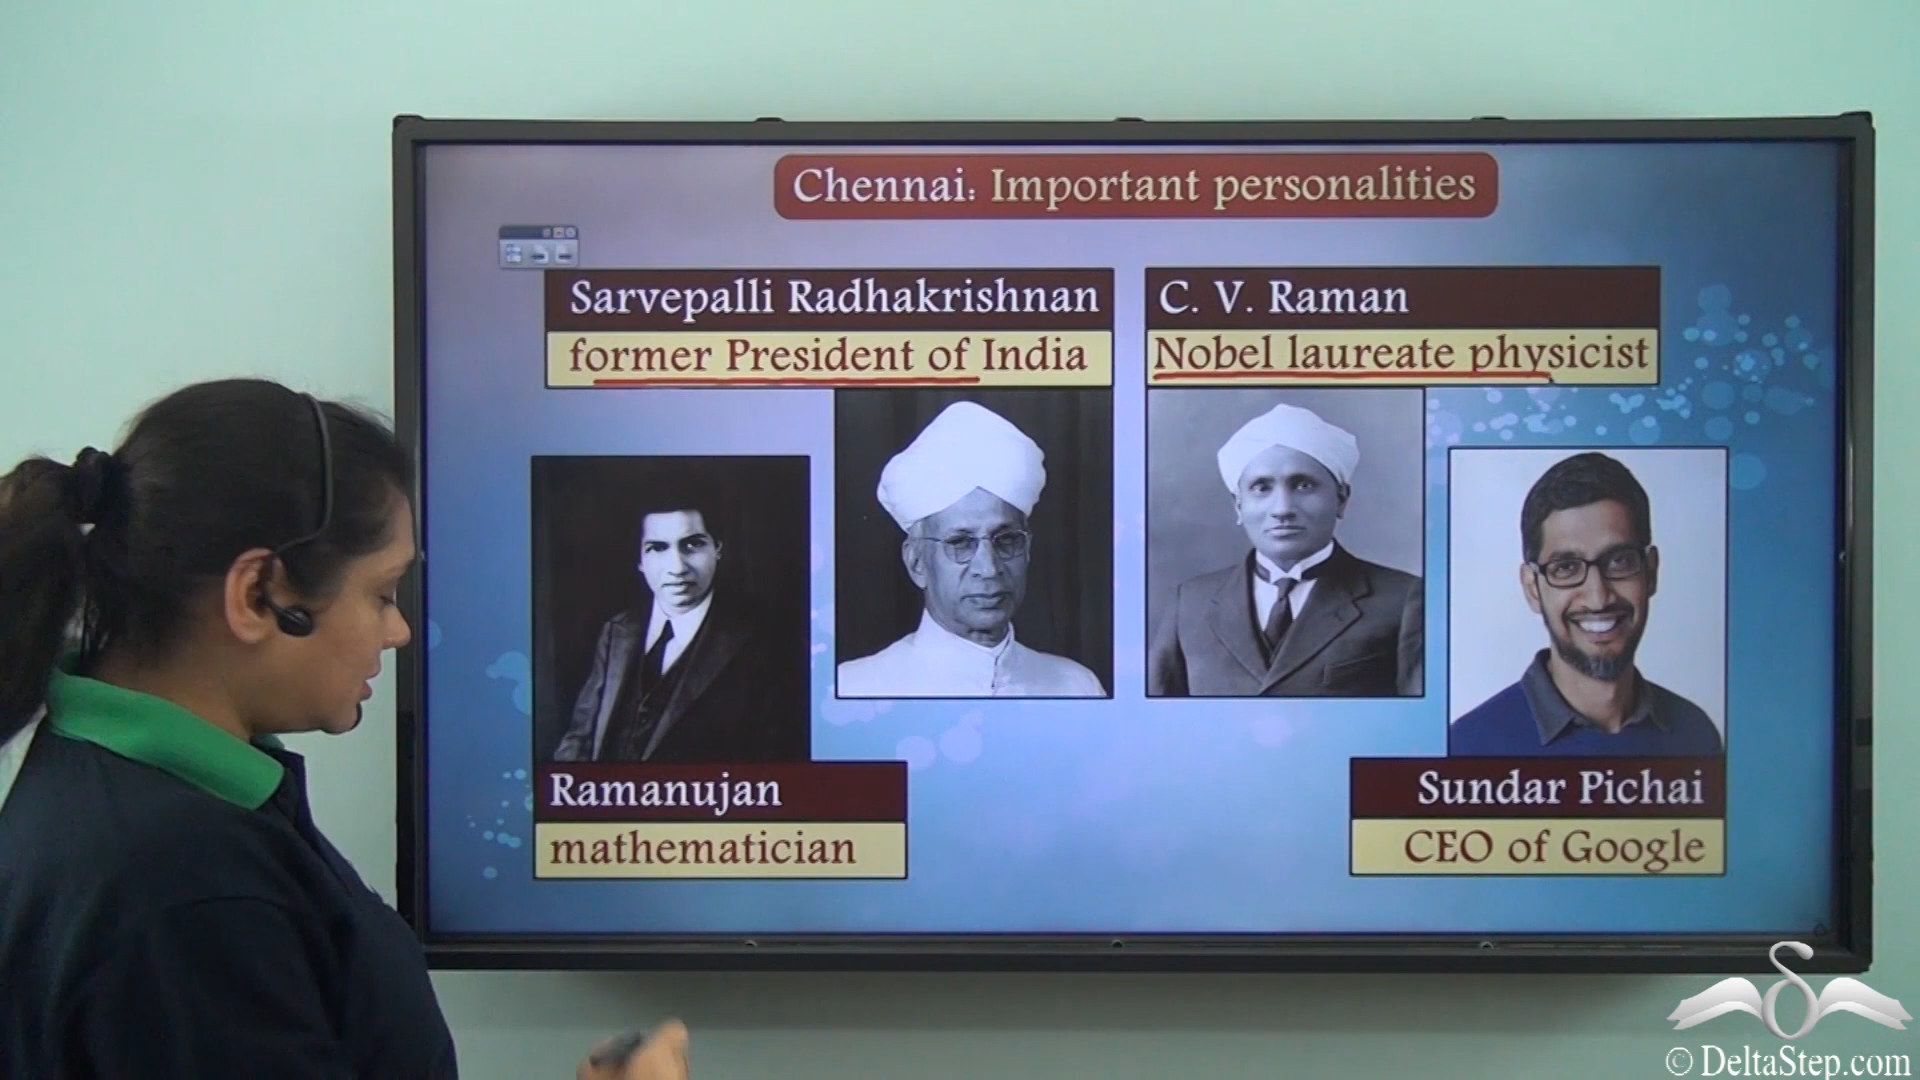 Chennai: Important personalities
Sarvepalli Radhakrishnan
former President of India
C. V. Raman
Nobel laureate physicist
Ramanujan
mathematician
Sundar Pichai
CEO of Google
© DeltaStep.com